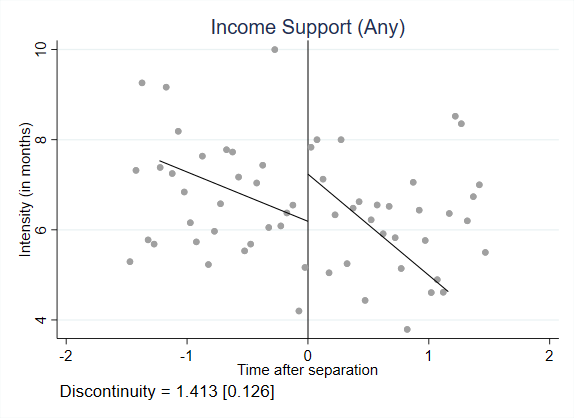 Income Support (Any)
Intensity (in months)
10
8
6
4
-2
-1
0
1
2
Time after separation
Discontinuity = 1.413 [0.126]